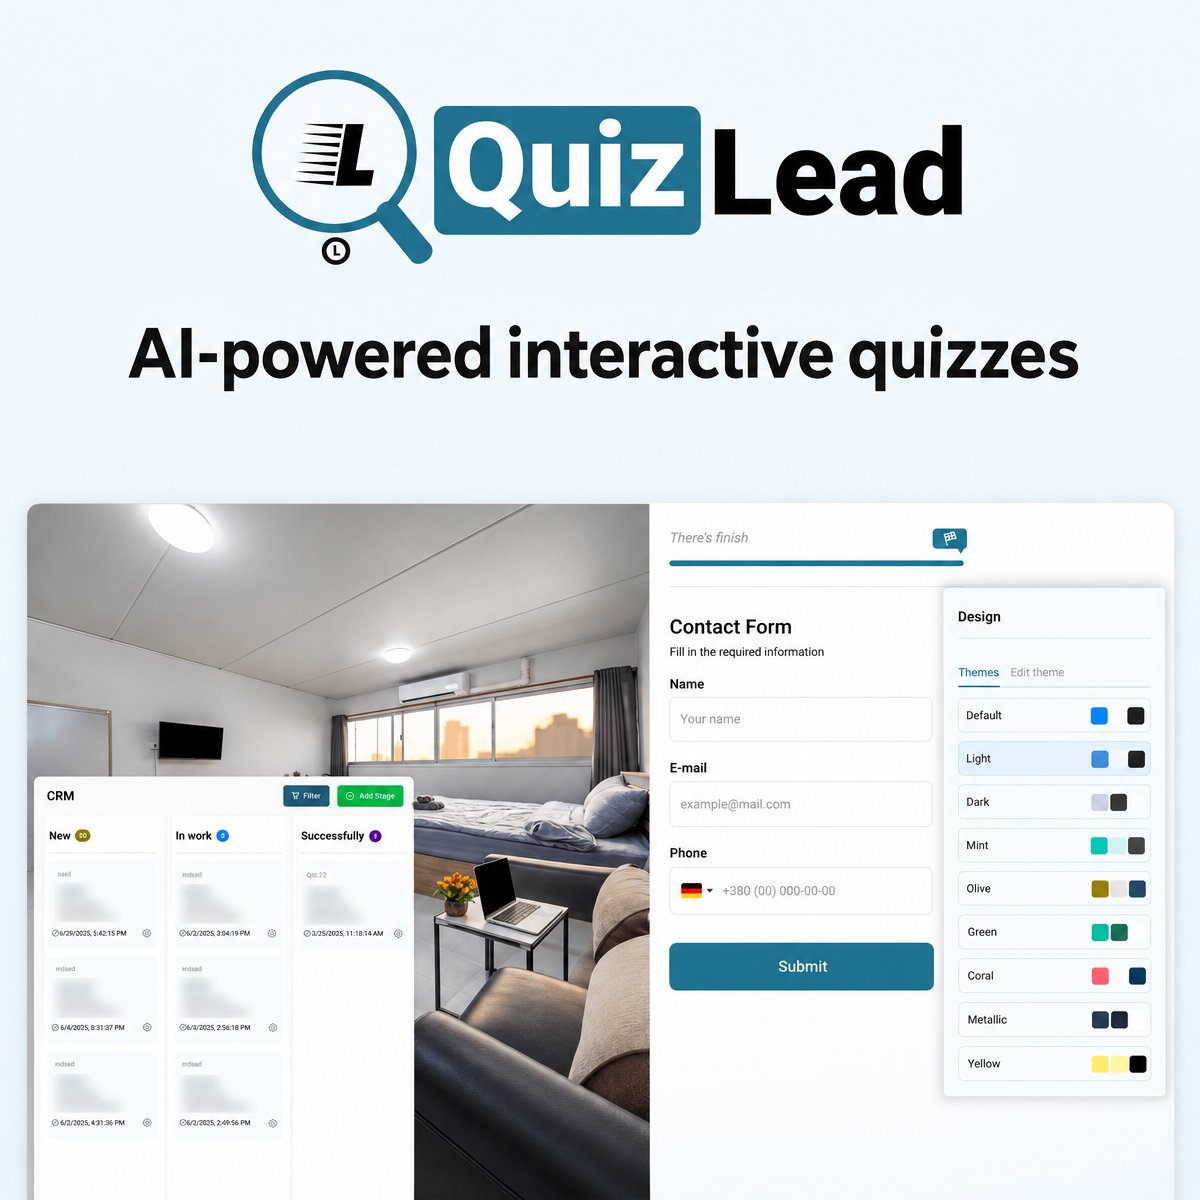 L
L
Quiz Lead
AI-powered interactive quizzes
There's finish
Contact Form
Fill in the required information
Name
Your name
E-mail
example@mail.com
Phone
+380 (00) 000-00-00
Submit
Design
Themes Edit theme
Default
Light
Dark
Mint
Olive
Green
Coral
Metallic
Yellow
CRM
Filter
Add Stage
New
In work
Successfully
6/29/2025, 5:42:15 PM
6/2/2025, 3:04:19 PM
3/25/2025, 11:18:14 AM
mdsed
6/4/2025, 8:31:37 PM
6/3/2025, 2:56:18 PM
mdsed
6/2/2025, 4:31:36 PM
6/2/2025, 2:49:56 PM